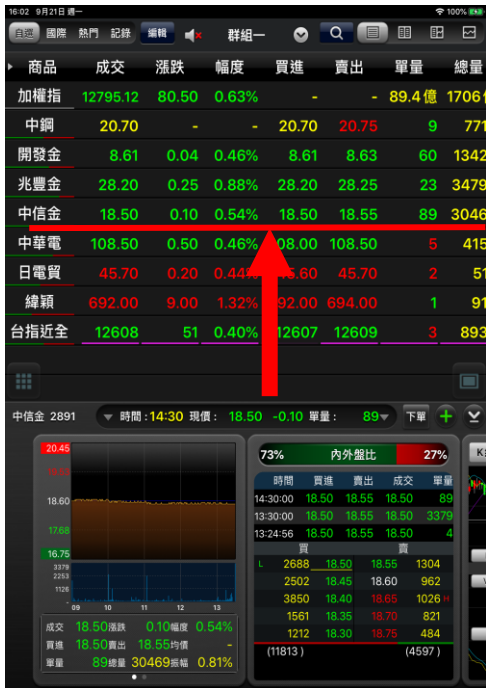 16:02 9月21日 週一 100%
自選 國際 熱門 記錄 編輯 群組一
商品 成交 漲跌 幅度 買進 賣出 單量 總量
加權指 12795.12 80.50 0.63% - - 89.4億 1706
中鋼 20.70 - - 20.70 20.75 9 771
開發金 8.61 0.04 0.46% 8.61 8.63 60 1342
兆豐金 28.20 0.25 0.88% 28.20 28.25 23 3479
中信金 18.50 0.10 0.54% 18.50 18.55 89 3046
中華電 108.50 0.50 0.46% 08.00 108.50 5 415
日電貿 45.70 0.20 0.44% 5.60 45.70 2 51
緯穎 692.00 9.00 1.32% 92.00 694.00 1 91
台指近全 12608 51 0.40% 12607 12609 3 893
中信金 2891 時間:14:30 現價: 18.50 -0.10 單量: 89 下單
20.45
18.60
17.68
16.75
3379
2253
1126
09 10 11 12 13
成交 18.50 漲跌 0.10 幅度 0.54%
買進 18.50 賣出 18.55 均價 -
單量 89 總量 30469 振幅 0.81%
73% 內外盤比 27%
時間 買進 賣出 成交 單量
14:30:00 18.50 18.55 18.50 89
13:30:00 18.50 18.55 18.50 3379
13:24:56 18.50 18.55 18.50 4
買 賣
L 2688 18.50 18.55 1304
2502 18.45 18.60 962
3850 18.40 18.65 1026 H
1561 18.35 18.70 821
1212 18.30 18.75 484
(11813) (4597)
K